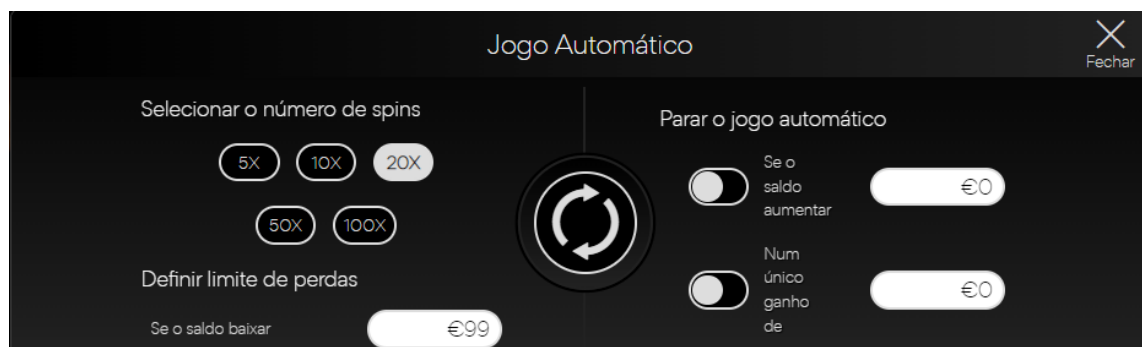 Jogo Automático
Fechar
Selecionar o número de spins
5X 10X 20X
50X 100X
Definir limite de perdas
Se o saldo baixar €99
Parar o jogo automático
Se o
saldo €0
aumentar
Num
único €0
ganho
de